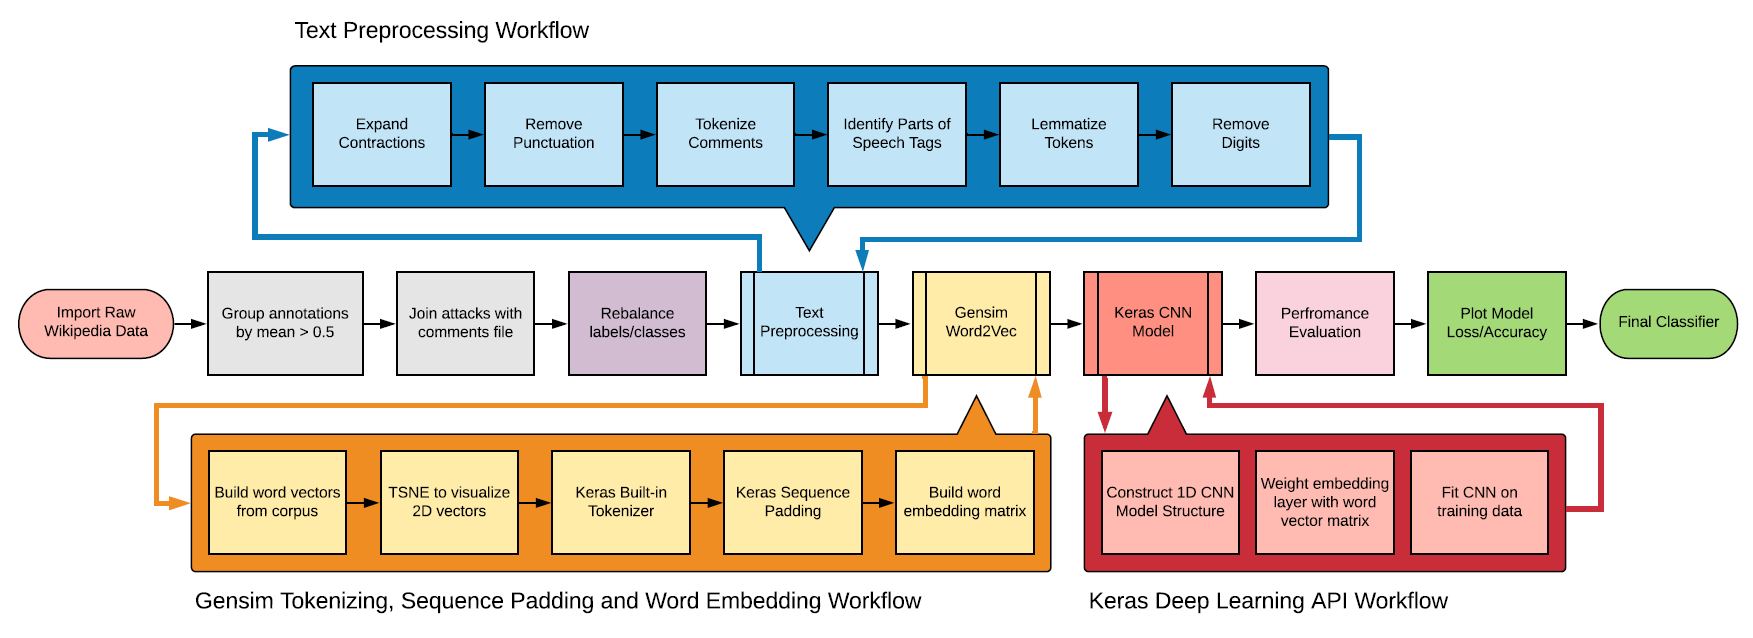 Text Preprocessing Workflow
Expand
Contractions
Remove
Punctuation
Tokenize
Comments
Identify Parts of
Speech Tags
Lemmatize
Tokens
Remove
Digits
Import Raw
Wikipedia Data
Group annotations
by mean > 0.5
Join attacks with
comments file
Rebalance
labels/classes
Text
Preprocessing
Gensim
Word2Vec
Keras CNN
Model
Perfromance
Evaluation
Plot Model
Loss/Accuracy
Final Classifier
Build word vectors
from corpus
TSNE to visualize
2D vectors
Keras Built-in
Tokenizer
Keras Sequence
Padding
Build word
embedding matrix
Construct 1D CNN
Model Structure
Weight embedding
layer with word
vector matrix
Fit CNN on
training data
Gensim Tokenizing, Sequence Padding and Word Embedding Workflow
Keras Deep Learning API Workflow